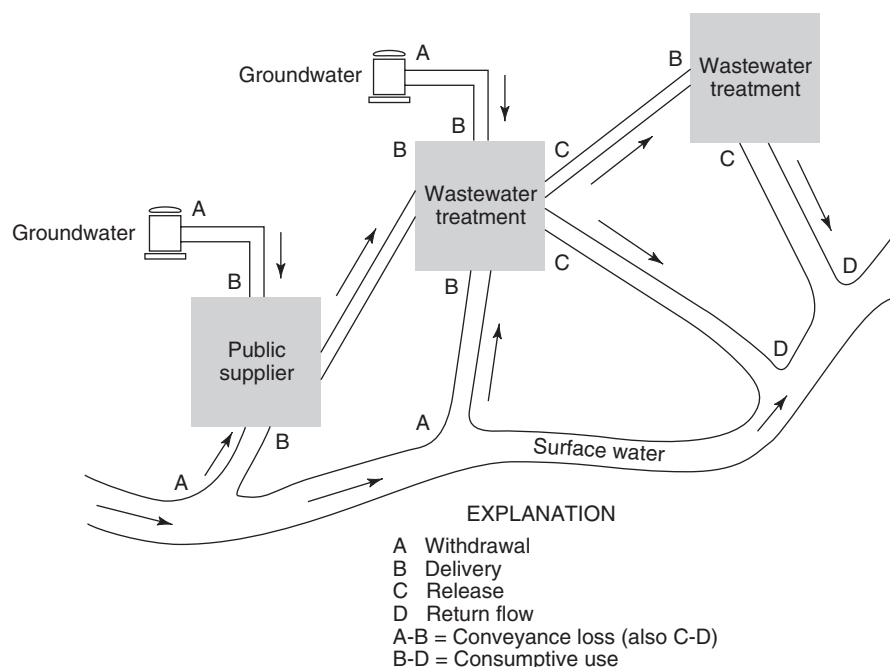 A
B
Wastewater
treatment
Groundwater
B
B
C
C
A
Wastewater
treatment
Groundwater
D
C
B
B
D
Public
supplier
A
B
Surface water
A
EXPLANATION
A Withdrawal
B Delivery
C Release
D Return flow
A-B = Conveyance loss (also C-D)
B-D = Consumptive use